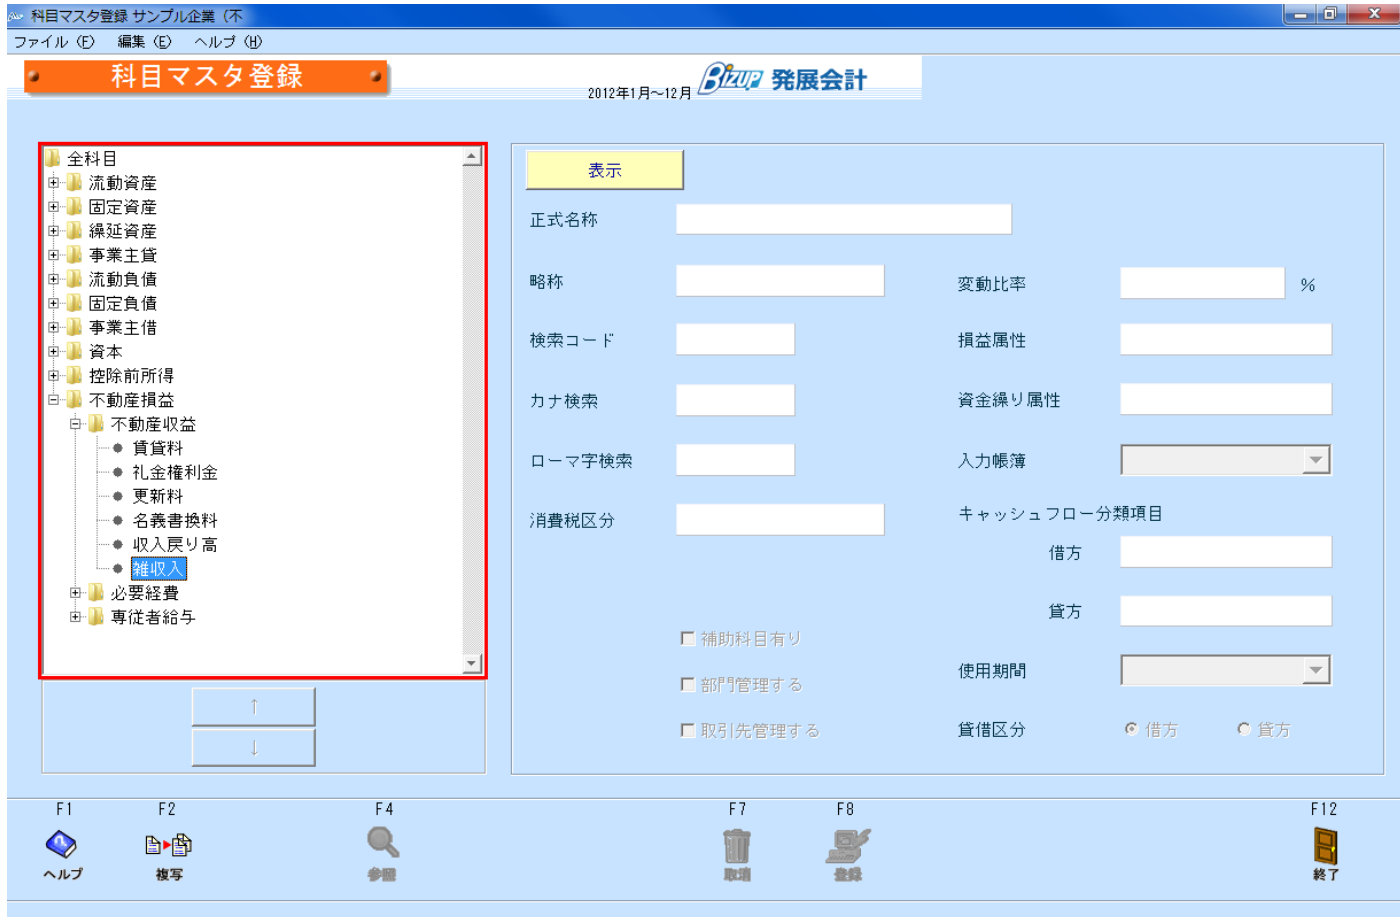 科目マスタ登録 サンプル企業 (不
ファイル (F) 編集 (E) ヘルプ (H)
科目マスタ登録
2012年1月～12月 Bizup 発展会計
全科目
流動資産
固定資産
繰延資産
事業主貸
流動負債
固定負債
事業主借
資本
控除前所得
不動産損益
不動産収益
賃貸料
礼金権利金
更新料
名義書換料
収入戻り高
雑収入
必要経費
専従者給与
↑
↓
表示
正式名称
略称
変動比率 %
検索コード
損益属性
カナ検索
資金繰り属性
ローマ字検索
入力帳簿
消費税区分
キャッシュフロー分類項目
借方
貸方
補助科目有り
部門管理する
使用期間
取引先管理する
貸借区分 借方 貸方
F1 F2 F4 F7 F8 F12
ヘルプ 複写 参照 取消 登録 終了